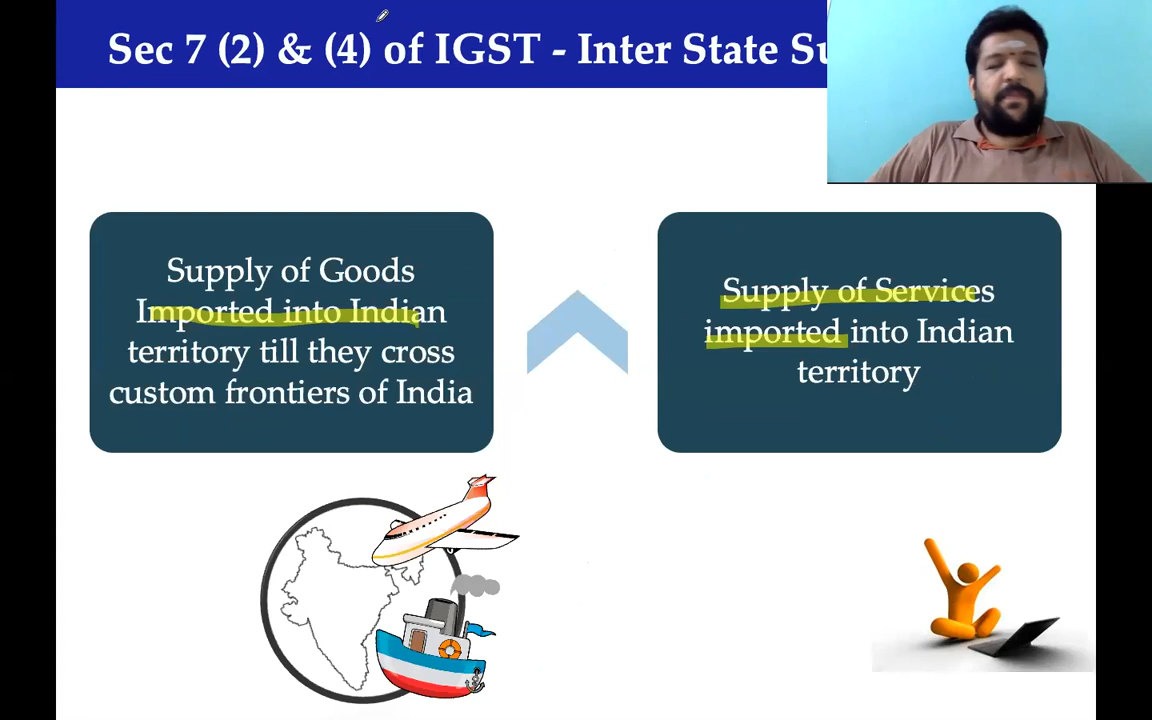 Sec 7 (2) & (4) of IGST - Inter State
Supply of Goods
Imported into Indian
territory till they cross
custom frontiers of India
Supply of Services
imported into Indian
territory